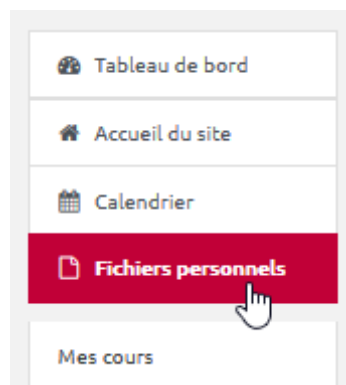 Tableau de bord
Accueil du site
Calendrier
Fichiers personnels
Mes cours